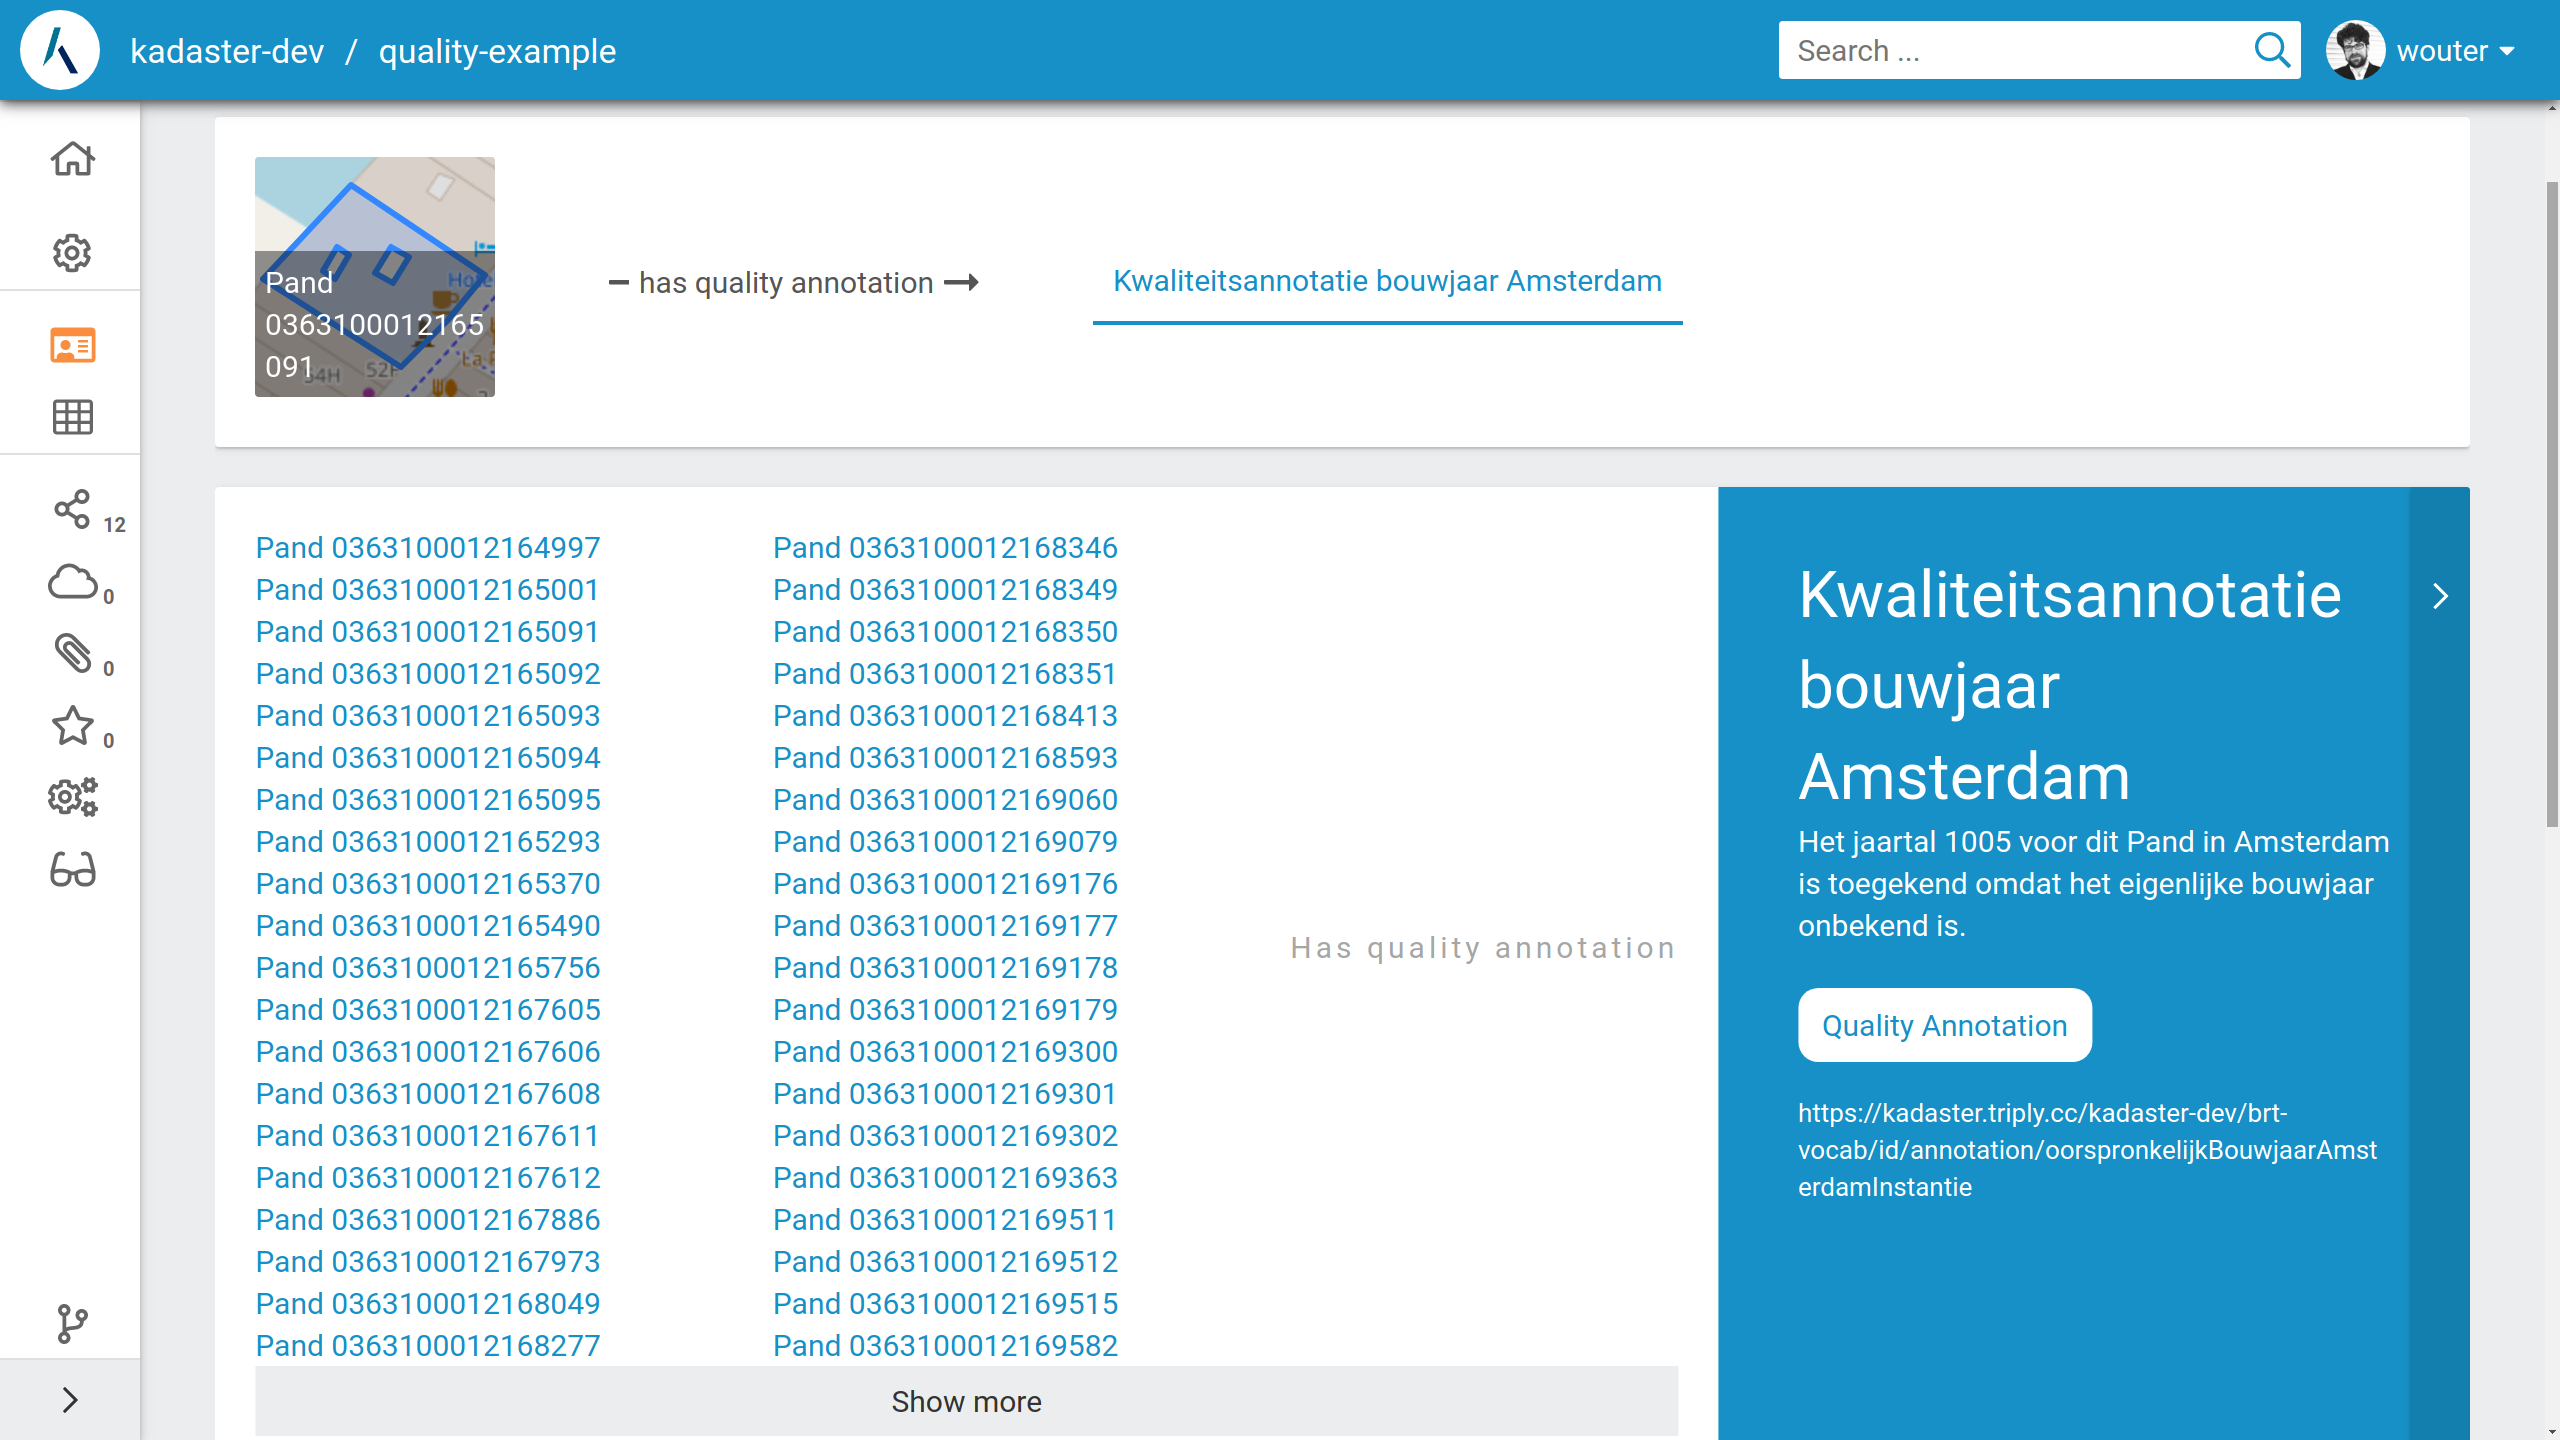 kadaster-dev / quality-example
Search ...
wouter
Pand
0363100012165
091
54H
52F
has quality annotation
Kwaliteitsannotatie bouwjaar Amsterdam
12
0
0
0
Pand 0363100012164997
Pand 0363100012165001
Pand 0363100012165091
Pand 0363100012165092
Pand 0363100012165093
Pand 0363100012165094
Pand 0363100012165095
Pand 0363100012165293
Pand 0363100012165370
Pand 0363100012165490
Pand 0363100012165756
Pand 0363100012167605
Pand 0363100012167606
Pand 0363100012167608
Pand 0363100012167611
Pand 0363100012167612
Pand 0363100012167886
Pand 0363100012167973
Pand 0363100012168049
Pand 0363100012168277
Pand 0363100012168346
Pand 0363100012168349
Pand 0363100012168350
Pand 0363100012168351
Pand 0363100012168413
Pand 0363100012168593
Pand 0363100012169060
Pand 0363100012169079
Pand 0363100012169176
Pand 0363100012169177
Pand 0363100012169178
Pand 0363100012169179
Pand 0363100012169300
Pand 0363100012169301
Pand 0363100012169302
Pand 0363100012169363
Pand 0363100012169511
Pand 0363100012169512
Pand 0363100012169515
Pand 0363100012169582
Show more
Has quality annotation
Kwaliteitsannotatie
bouwjaar
Amsterdam
Het jaartal 1005 voor dit Pand in Amsterdam
is toegekend omdat het eigenlijke bouwjaar
onbekend is.
Quality Annotation
https://kadaster.triply.cc/kadaster-dev/brt-
vocab/id/annotation/oorspronkelijkBouwjaarAmst
erdamInstantie